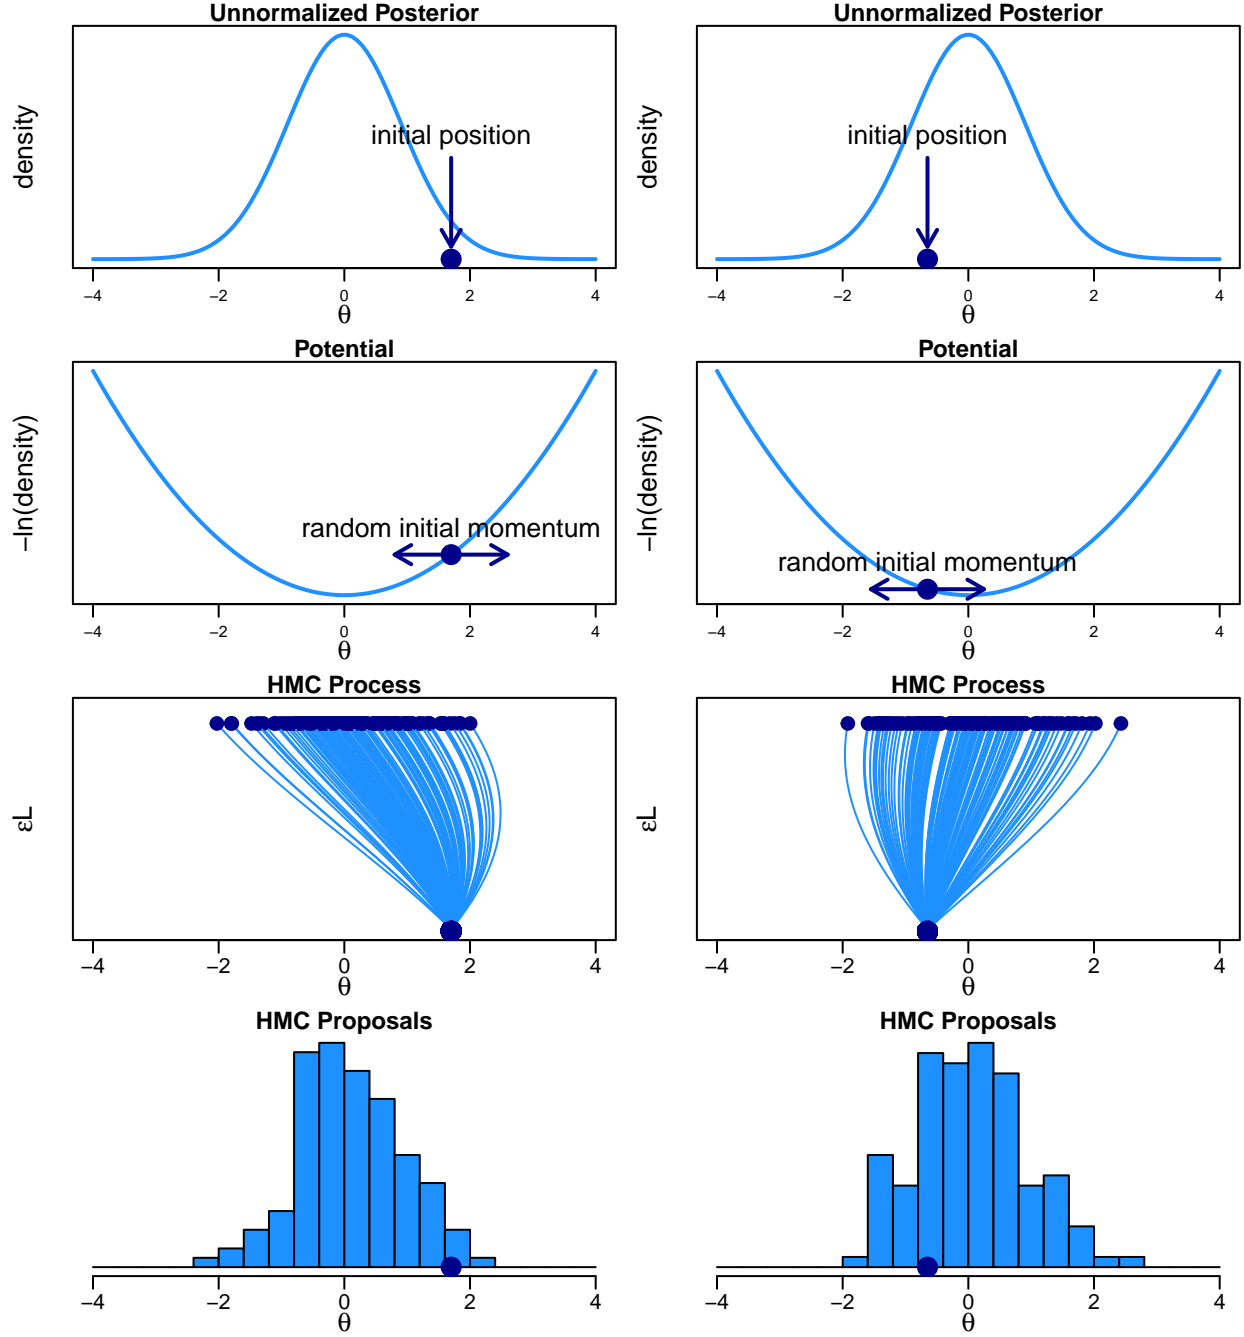 Unnormalized Posterior
density
initial position
−4 −2 0 2 4
θ
Unnormalized Posterior
density
initial position
−4 −2 0 2 4
θ
Potential
−ln(density)
random initial momentum
−4 −2 0 2 4
θ
Potential
−ln(density)
random initial momentum
−4 −2 0 2 4
θ
HMC Process
εL
−4 −2 0 2 4
θ
HMC Process
εL
−4 −2 0 2 4
θ
HMC Proposals
−4 −2 0 2 4
θ
HMC Proposals
−4 −2 0 2 4
θ